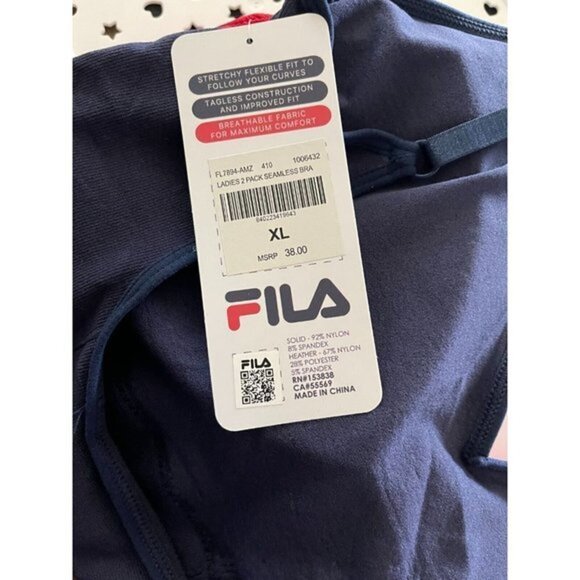 STRETCHY FLEXIBLE FIT TO
FOLLOW YOUR CURVES
TAGLESS CONSTRUCTION
AND IMPROVED FIT
BREATHABLE FABRIC
FOR MAXIMUM COMFORT
FL7894-AMZ 410 1006432
LADIES 2 PACK SEAMLESS BRA
840223419643
XL
MSRP 38.00
FILA
FILA
SOLID - 92% NYLON
8% SPANDEX
HEATHER - 67% NYLON
28% POLYESTER
5% SPANDEX
RN#153838
CA#55569
MADE IN CHINA